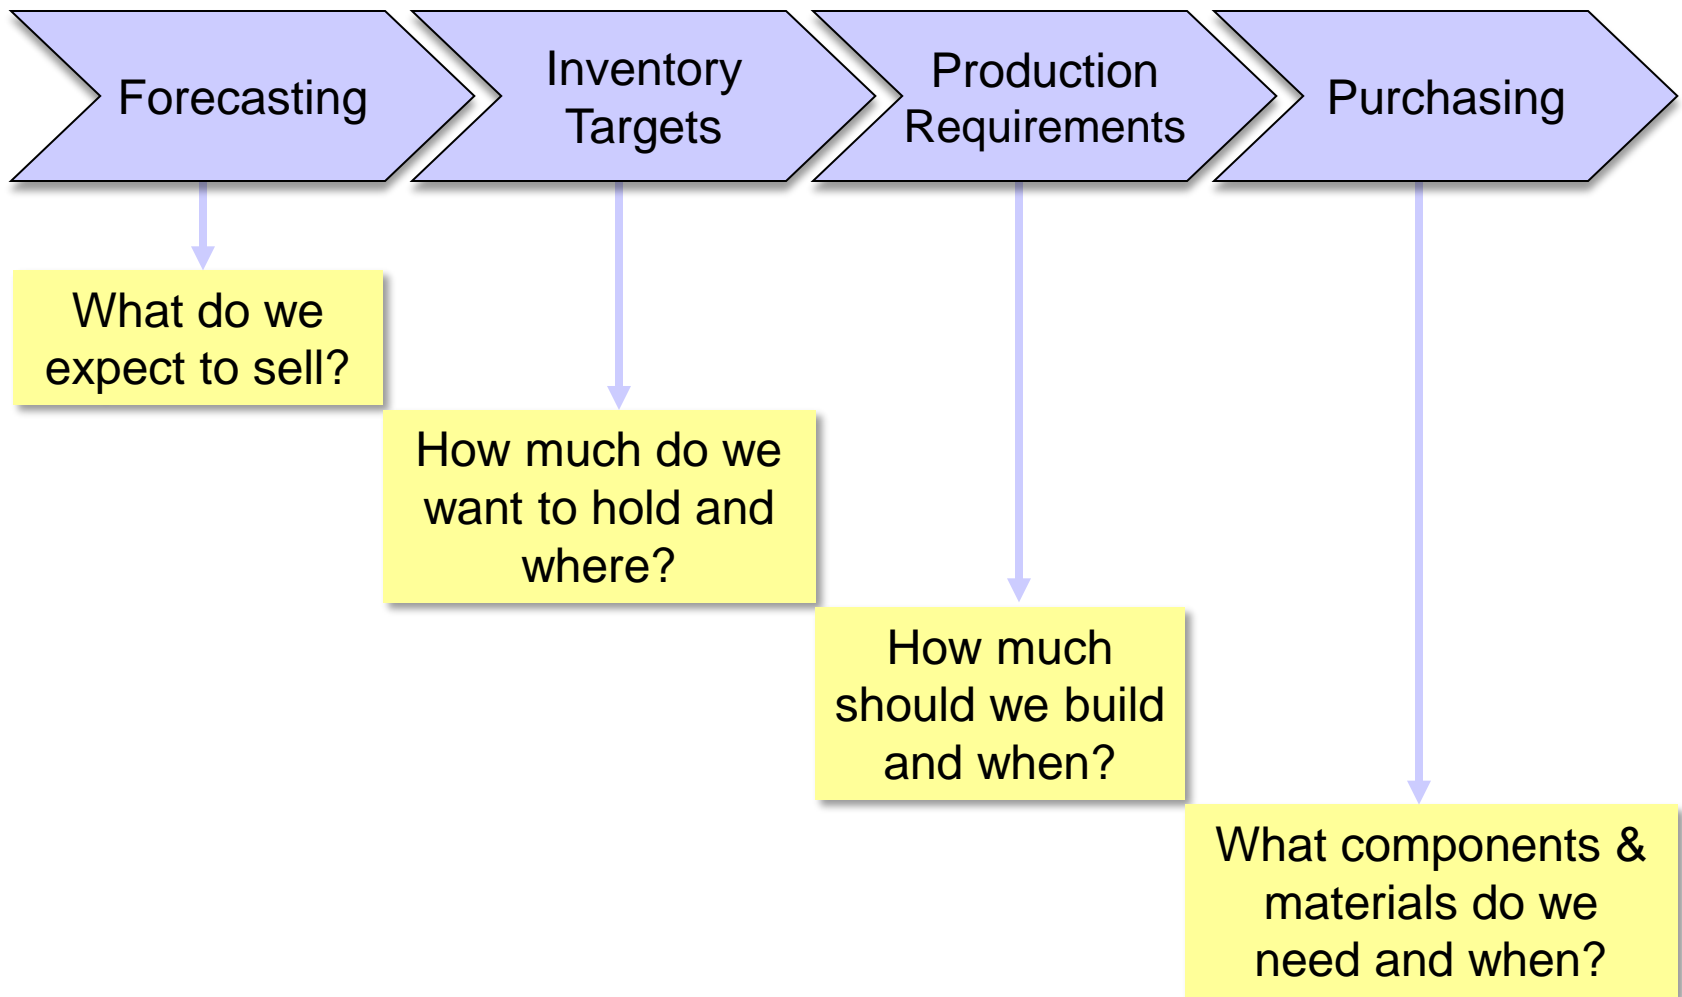 Forecasting
Inventory
Targets
Production
Requirements
Purchasing
What do we
expect to sell?
How much do we
want to hold and
where?
How much
should we build
and when?
What components &
materials do we
need and when?